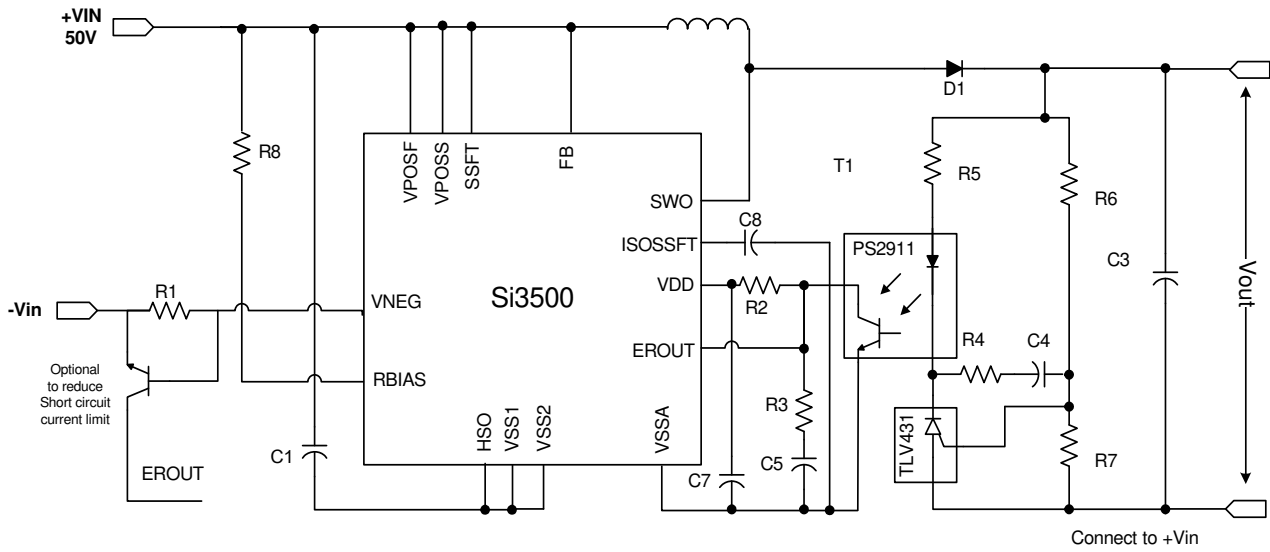 +VIN
50V
D1
R8
VPOSF
VPOSS
SSFT
FB
T1
R5
R6
SWO
C8
ISOSSFT
PS2911
C3
Vout
R1
VDD
-Vin
VNEG
Si3500
R2
R4
C4
EROUT
Optional
to reduce
Short circuit
current limit
RBIAS
R3
TLV431
HSO
VSS1
VSS2
VSSA
R7
C1
C5
EROUT
C7
Connect to +Vin